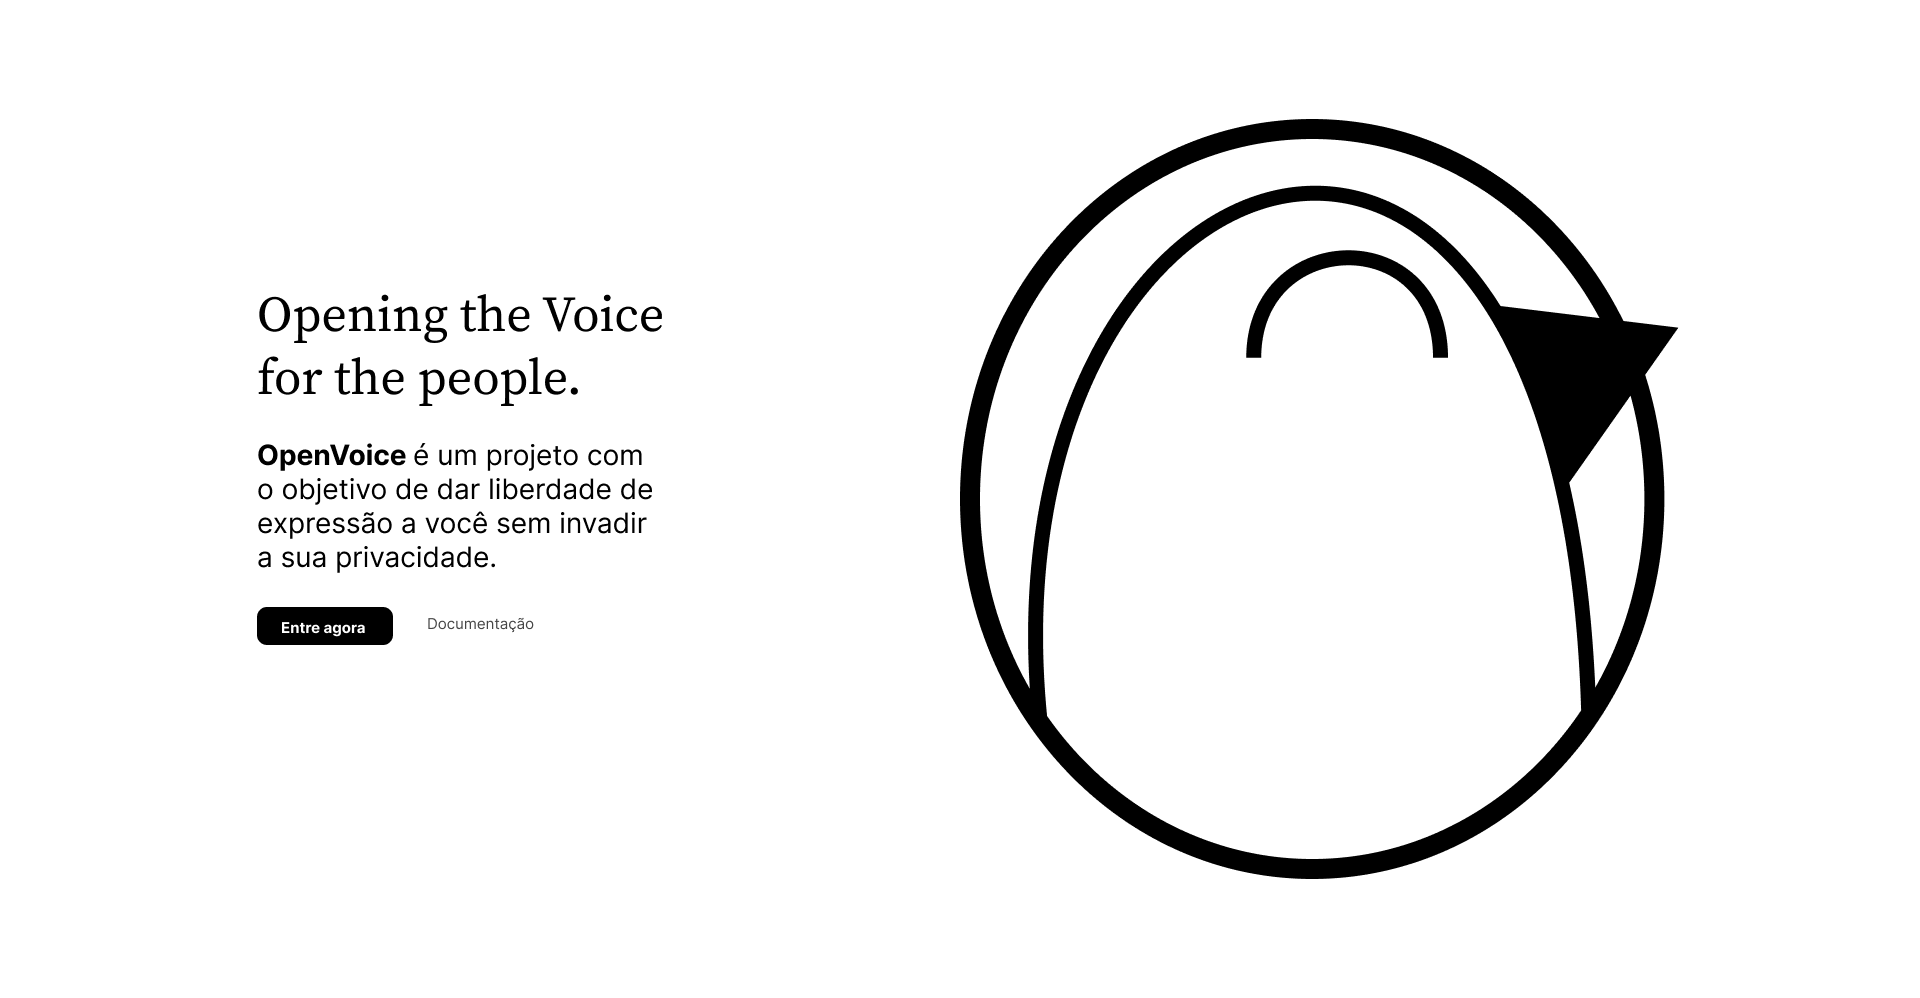 Opening the Voice
for the people.
OpenVoice é um projeto com
o objetivo de dar liberdade de
expressão a você sem invadir
a sua privacidade.
Entre agora
Documentação